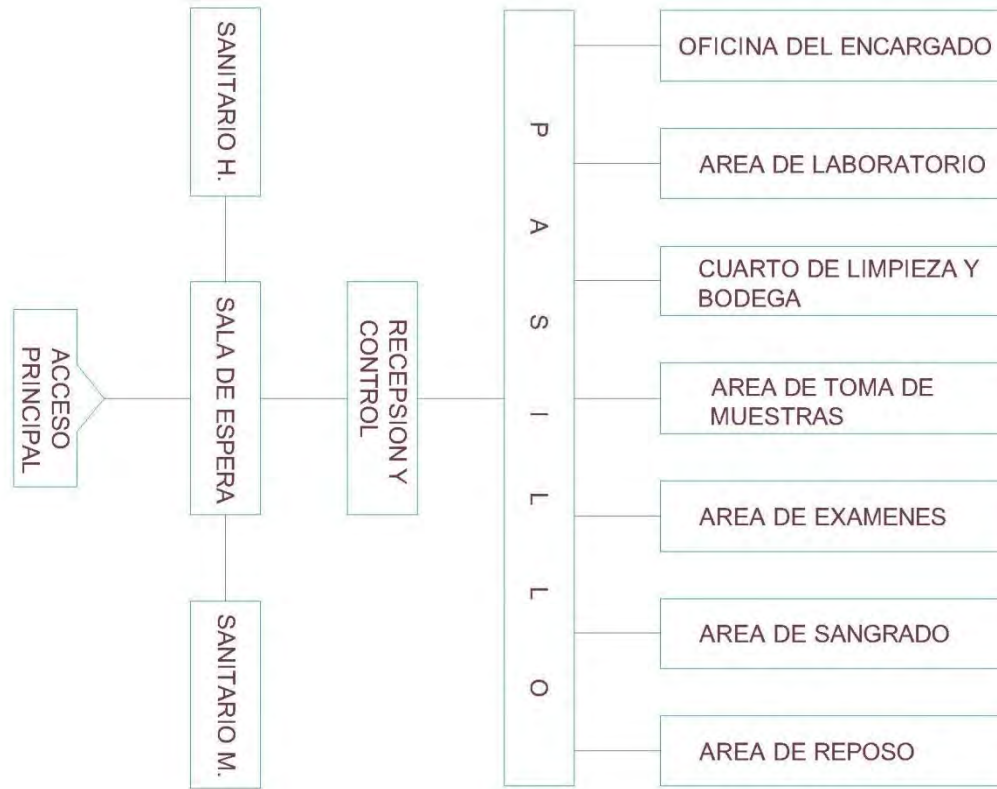 ACCESO
PRINCIPAL
SANITARIO H.
SALA DE ESPERA
SANITARIO M.
RECEPSION Y
CONTROL
PASILLO
OFICINA DEL ENCARGADO
AREA DE LABORATORIO
CUARTO DE LIMPIEZA Y
BODEGA
AREA DE TOMA DE
MUESTRAS
AREA DE EXAMENES
AREA DE SANGRADO
AREA DE REPOSO